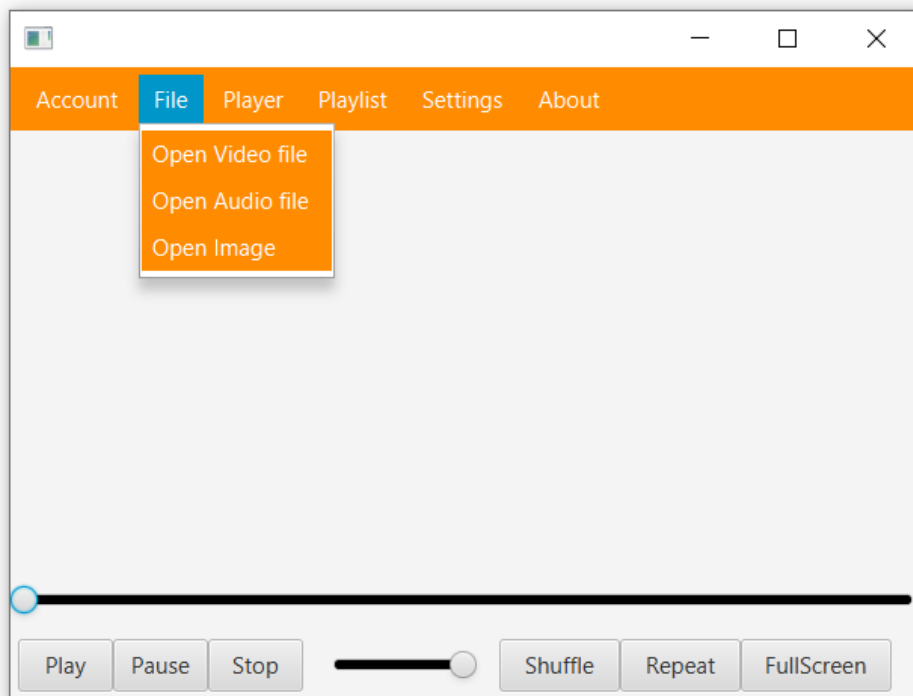 Account File Player Playlist Settings About
Open Video file
Open Audio file
Open Image
Play Pause Stop Shuffle Repeat FullScreen